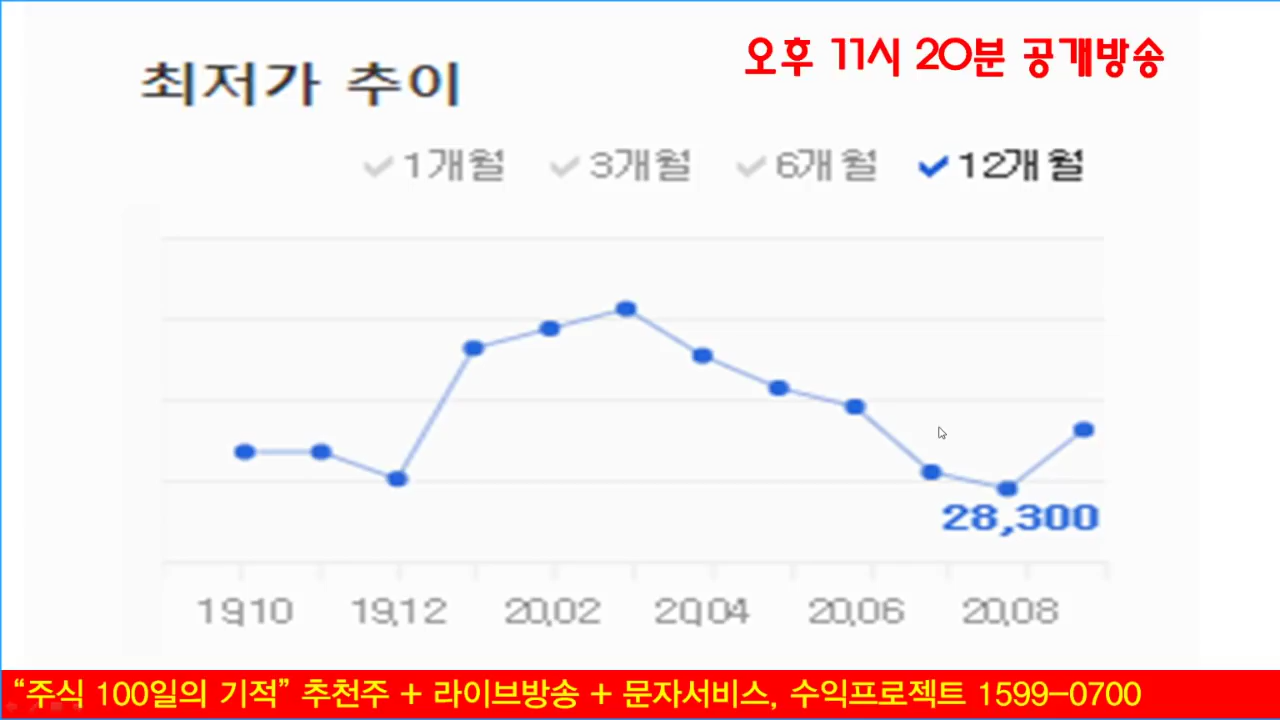 오후 11시 20분 공개방송
최저가 추이
1개월 3개월 6개월 12개월
28,300
19.10 19.12 20.02 20.04 20.06 20.08
“주식 100일의 기적” 추천주 + 라이브방송 + 문자서비스, 수익프로젝트 1599-0700